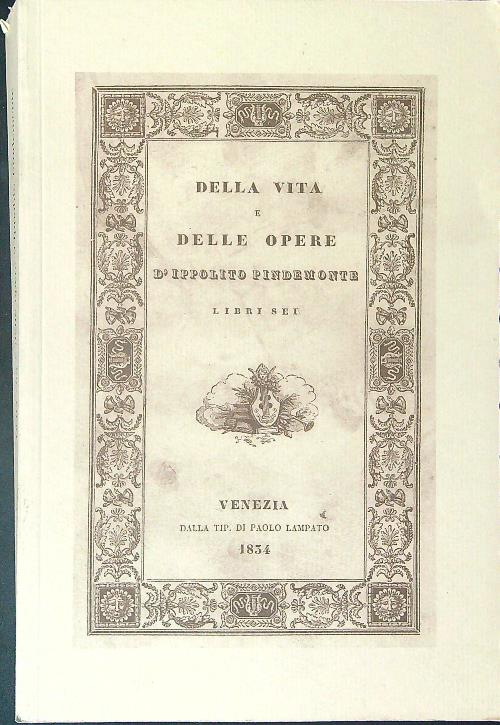 DELLA VITA
E
DELLE OPERE
D'IPPOLITO PINDEMONTE
LIBRI SEI
VENEZIA
DALLA TIP. DI PAOLO LAMPATO
1834